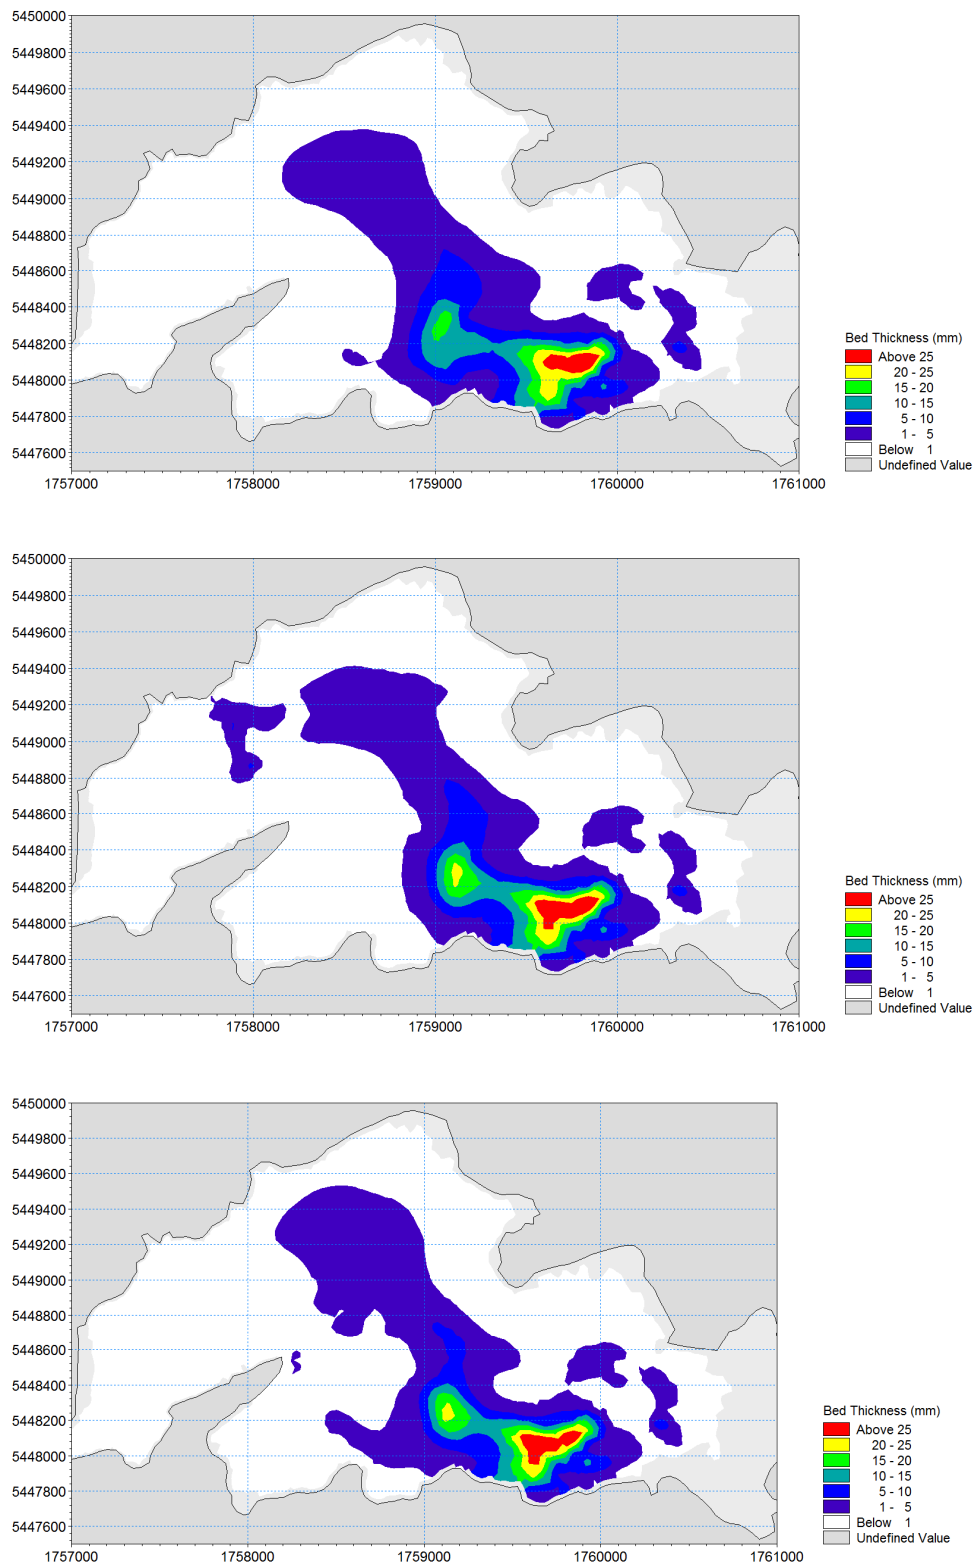 5450000
5449800
5449600
5449400
5449200
5449000
5448800
5448600
5448400
5448200
5448000
5447800
5447600
1757000 1758000 1759000 1760000 1761000
Bed Thickness (mm)
Above 25
20 - 25
15 - 20
10 - 15
5 - 10
1 - 5
Below 1
Undefined Value
5450000
5449800
5449600
5449400
5449200
5449000
5448800
5448600
5448400
5448200
5448000
5447800
5447600
1757000 1758000 1759000 1760000 1761000
Bed Thickness (mm)
Above 25
20 - 25
15 - 20
10 - 15
5 - 10
1 - 5
Below 1
Undefined Value
5450000
5449800
5449600
5449400
5449200
5449000
5448800
5448600
5448400
5448200
5448000
5447800
5447600
1757000 1758000 1759000 1760000 1761000
Bed Thickness (mm)
Above 25
20 - 25
15 - 20
10 - 15
5 - 10
1 - 5
Below 1
Undefined Value